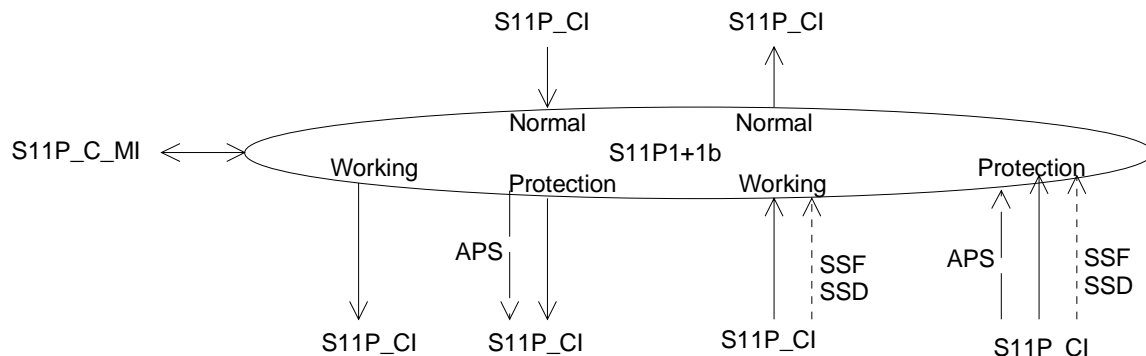 S11P_CI
S11P_CI
Normal
Normal
S11P_C_MI
S11P1+1b
Working
Protection
Working
Protection
APS
SSF
SSD
APS
SSF
SSD
S11P_CI
S11P_CI
S11P_CI
S11P_CI